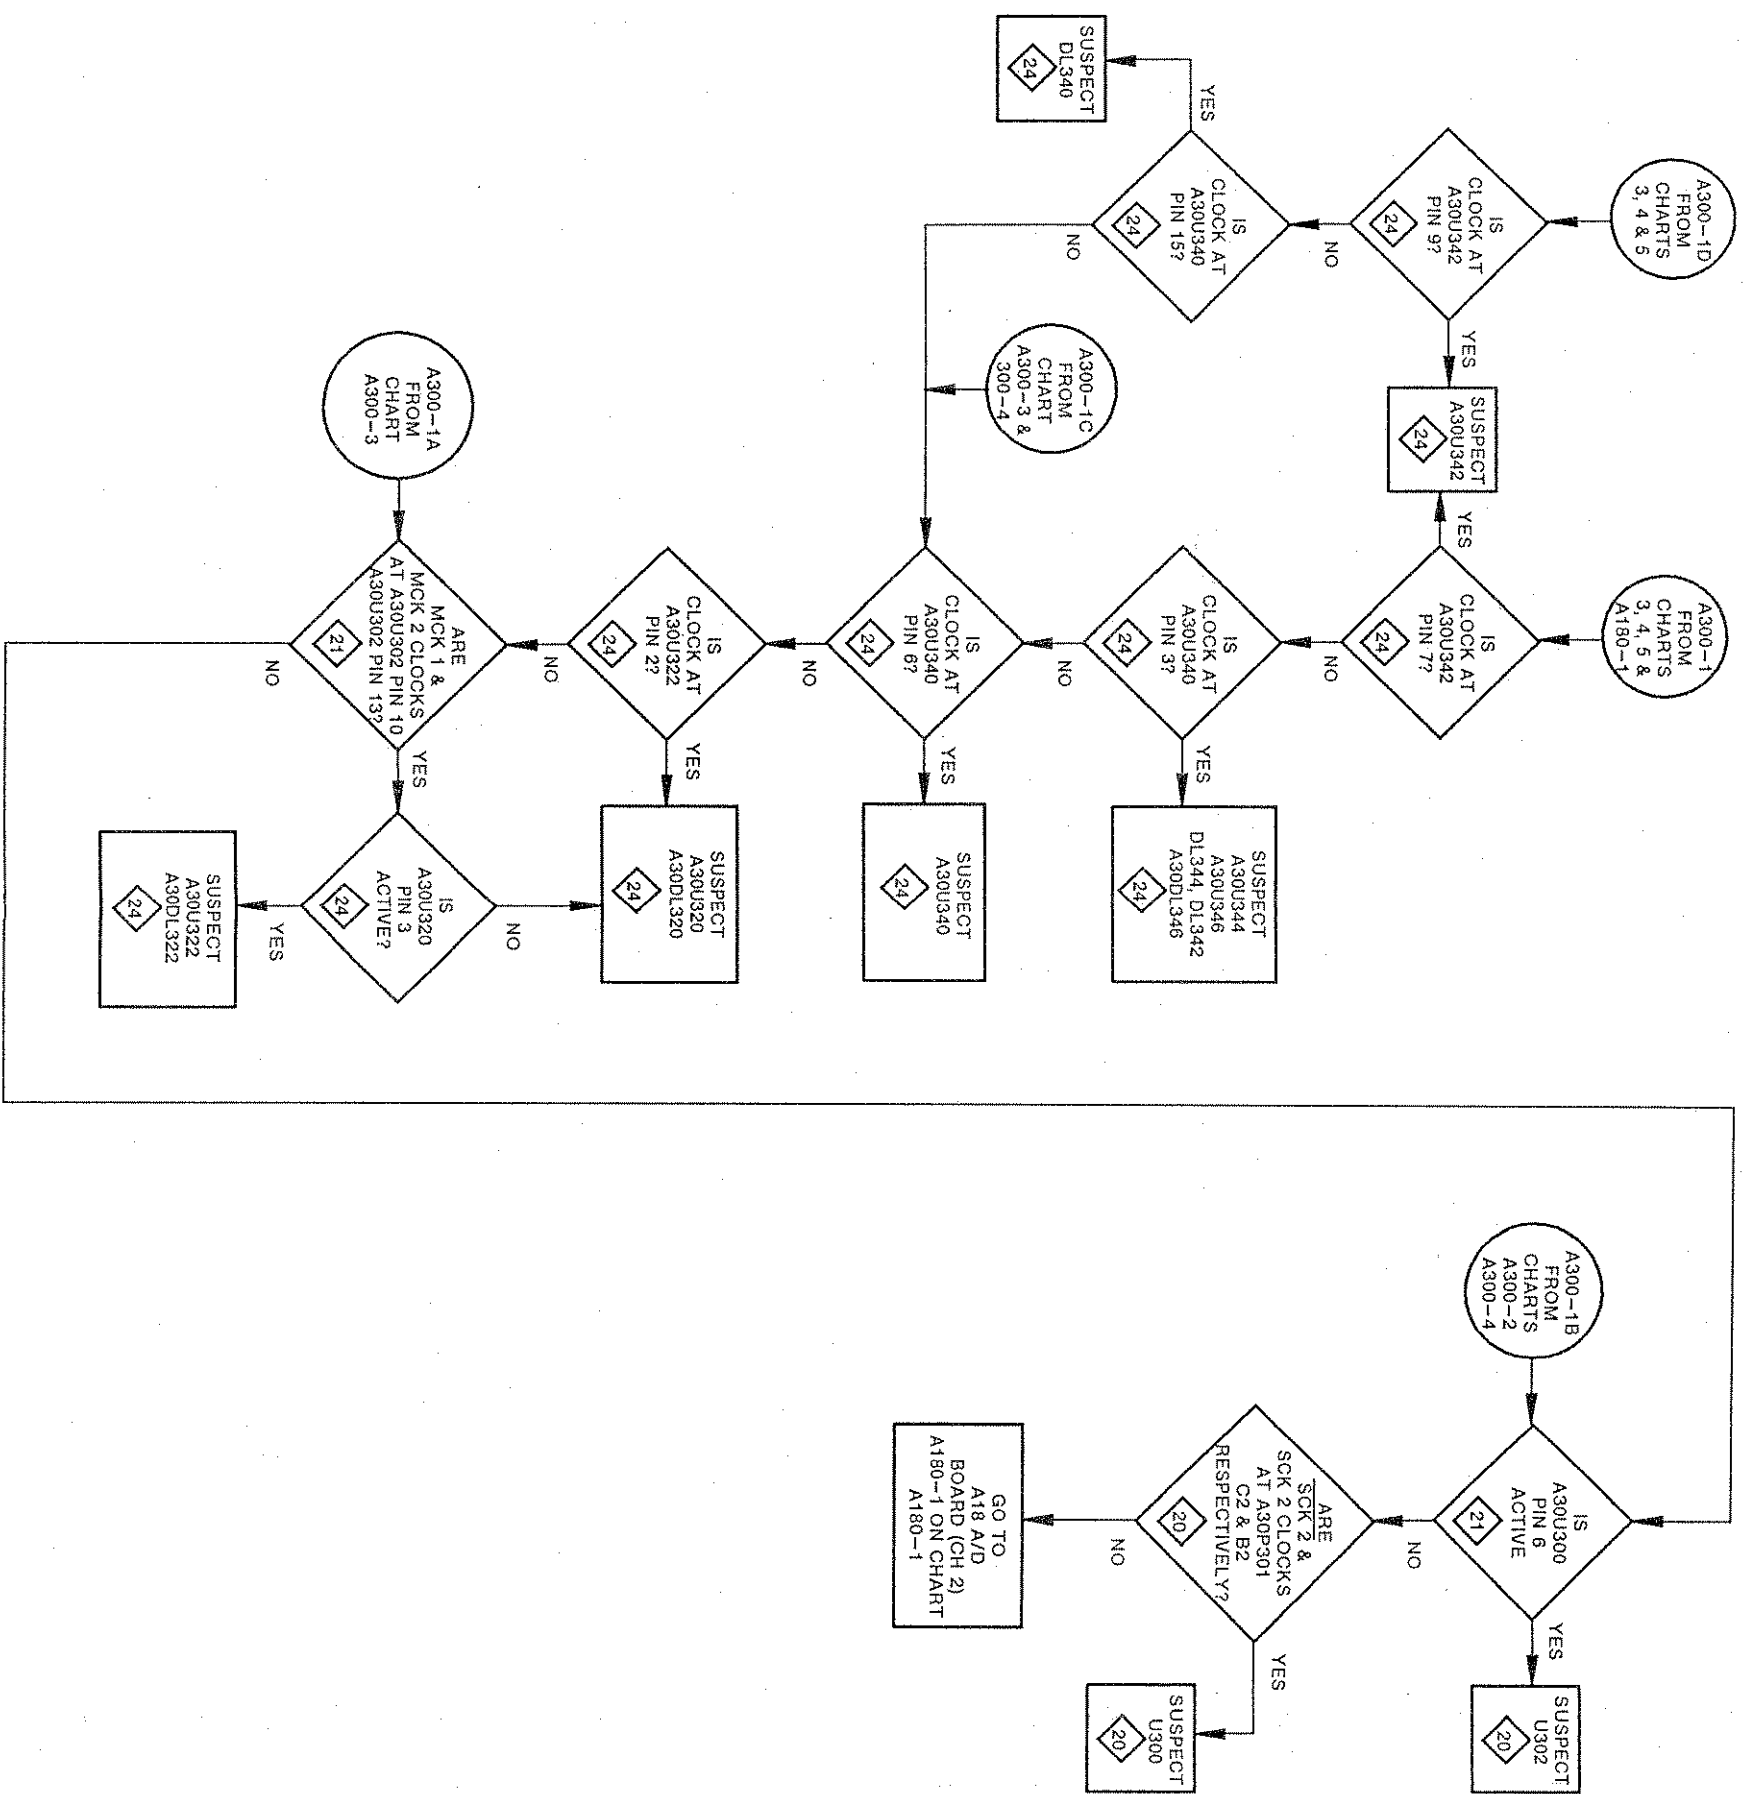 A300-1D
FROM
CHARTS
3, 4 & 5
IS
CLOCK AT
A30U342
PIN 9?
24
YES
NO
SUSPECT
A30U342
24
IS
CLOCK AT
A30U340
PIN 15?
24
YES
NO
SUSPECT
DL340
24
A300-1
FROM
CHARTS
3, 4, 5 &
A180-1
IS
CLOCK AT
A30U342
PIN 7?
24
YES
NO
IS
CLOCK AT
A30U340
PIN 3?
24
YES
NO
SUSPECT
A30U344
A30U346
DL344, DL342
A30DL346
24
A300-1C
FROM
CHART
A300-3 &
300-4
IS
CLOCK AT
A30U340
PIN 6?
24
YES
NO
SUSPECT
A30U340
24
IS
CLOCK AT
A30U322
PIN 2?
24
YES
NO
SUSPECT
A30U320
A30DL320
24
A300-1A
FROM
CHART
A300-3
ARE
MCK 1 &
MCK 2 CLOCKS
AT A30U302 PIN 10
A30U302 PIN 13?
21
YES
NO
IS
A30U320
PIN 3
ACTIVE?
24
NO
YES
SUSPECT
A30U322
A30DL322
24
A300-1B
FROM
CHARTS
A300-2
A300-4
IS
A30U300
PIN 6
ACTIVE
21
YES
NO
SUSPECT
U302
20
ARE
SCK 2 &
SCK 2 CLOCKS
AT A30P301
C2 & B2
RESPECTIVELY?
20
YES
NO
SUSPECT
U300
20
GO TO
A18 A/D
BOARD (CH 2)
A180-1 ON CHART
A180-1